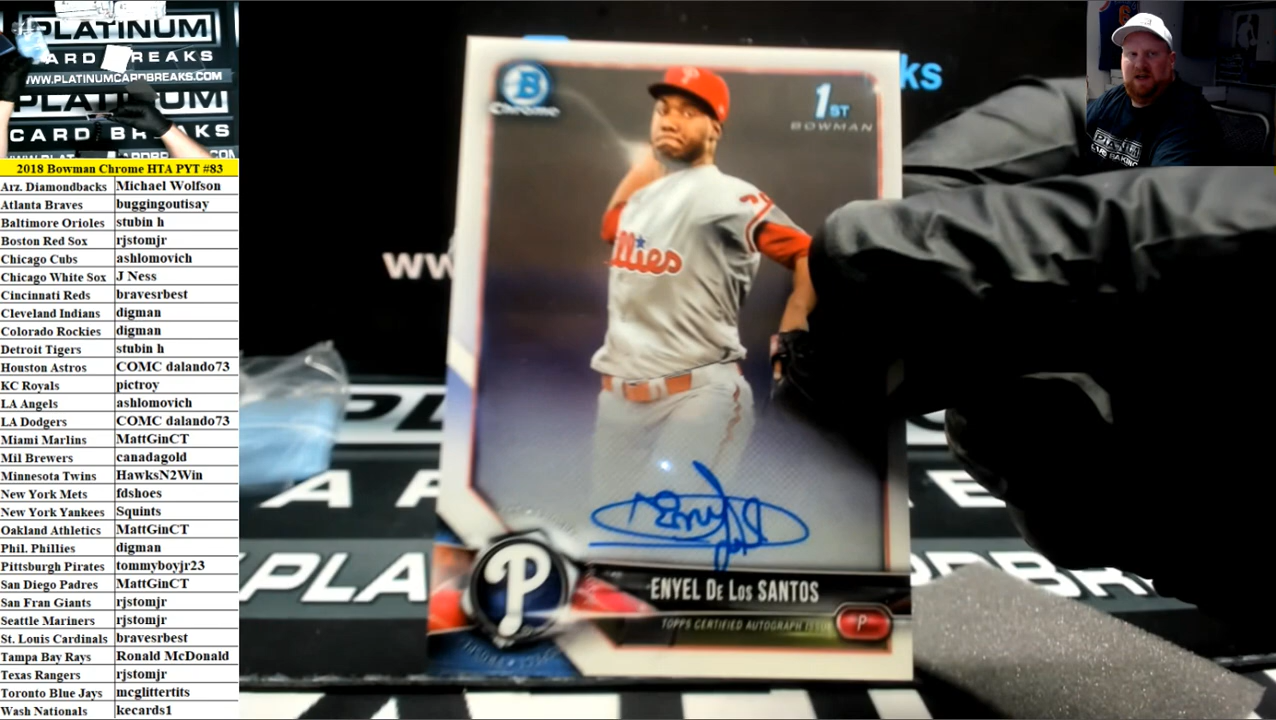 PLATINUM
CARD BREAKS
WWW.PLATINUMCARDBREAKS.COM
PLATINUM
CARD BREAKS
2018 Bowman Chrome HTA PYT #83
Arz. Diamondbacks Michael Wolfson
Atlanta Braves buggingoutisay
Baltimore Orioles stubin h
Boston Red Sox rjstomjr
Chicago Cubs ashlomovich
Chicago White Sox J Ness
Cincinnati Reds bravesrbest
Cleveland Indians digman
Colorado Rockies digman
Detroit Tigers stubin h
Houston Astros COMC dalando73
KC Royals pictroy
LA Angels ashlomovich
LA Dodgers COMC dalando73
Miami Marlins MattGinCT
Mil Brewers canadagold
Minnesota Twins HawksN2Win
New York Mets fdshoes
New York Yankees Squints
Oakland Athletics MattGinCT
Phil. Phillies digman
Pittsburgh Pirates tommyboyjr23
San Diego Padres MattGinCT
San Fran Giants rjstomjr
Seattle Mariners rjstomjr
St. Louis Cardinals bravesrbest
Tampa Bay Rays Ronald McDonald
Texas Rangers rjstomjr
Toronto Blue Jays mcglittertits
Wash Nationals kecards1
B
Chrome
1ST
BOWMAN
P
Phillies
P
ENYEL DE LOS SANTOS
TOPPS CERTIFIED AUTOGRAPH ISSUE
P
ks
ww
PLATINUM